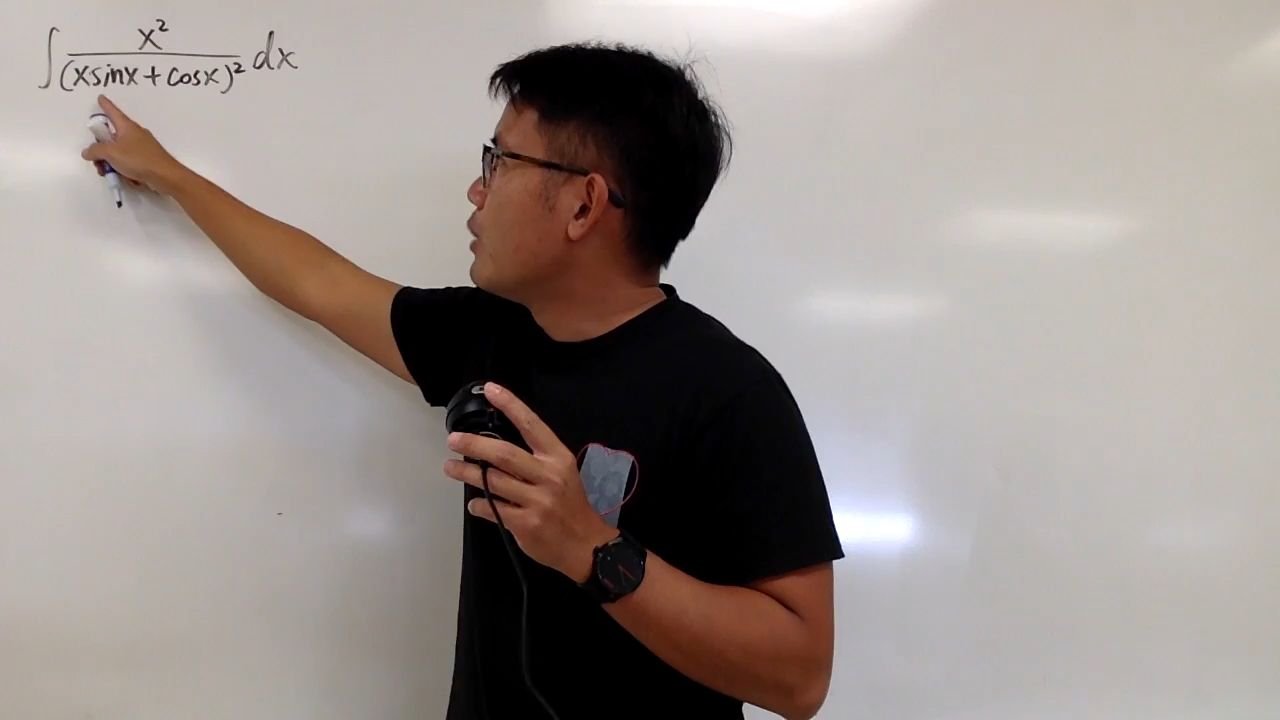 ∫ x² / (xsinx + cosx)² dx